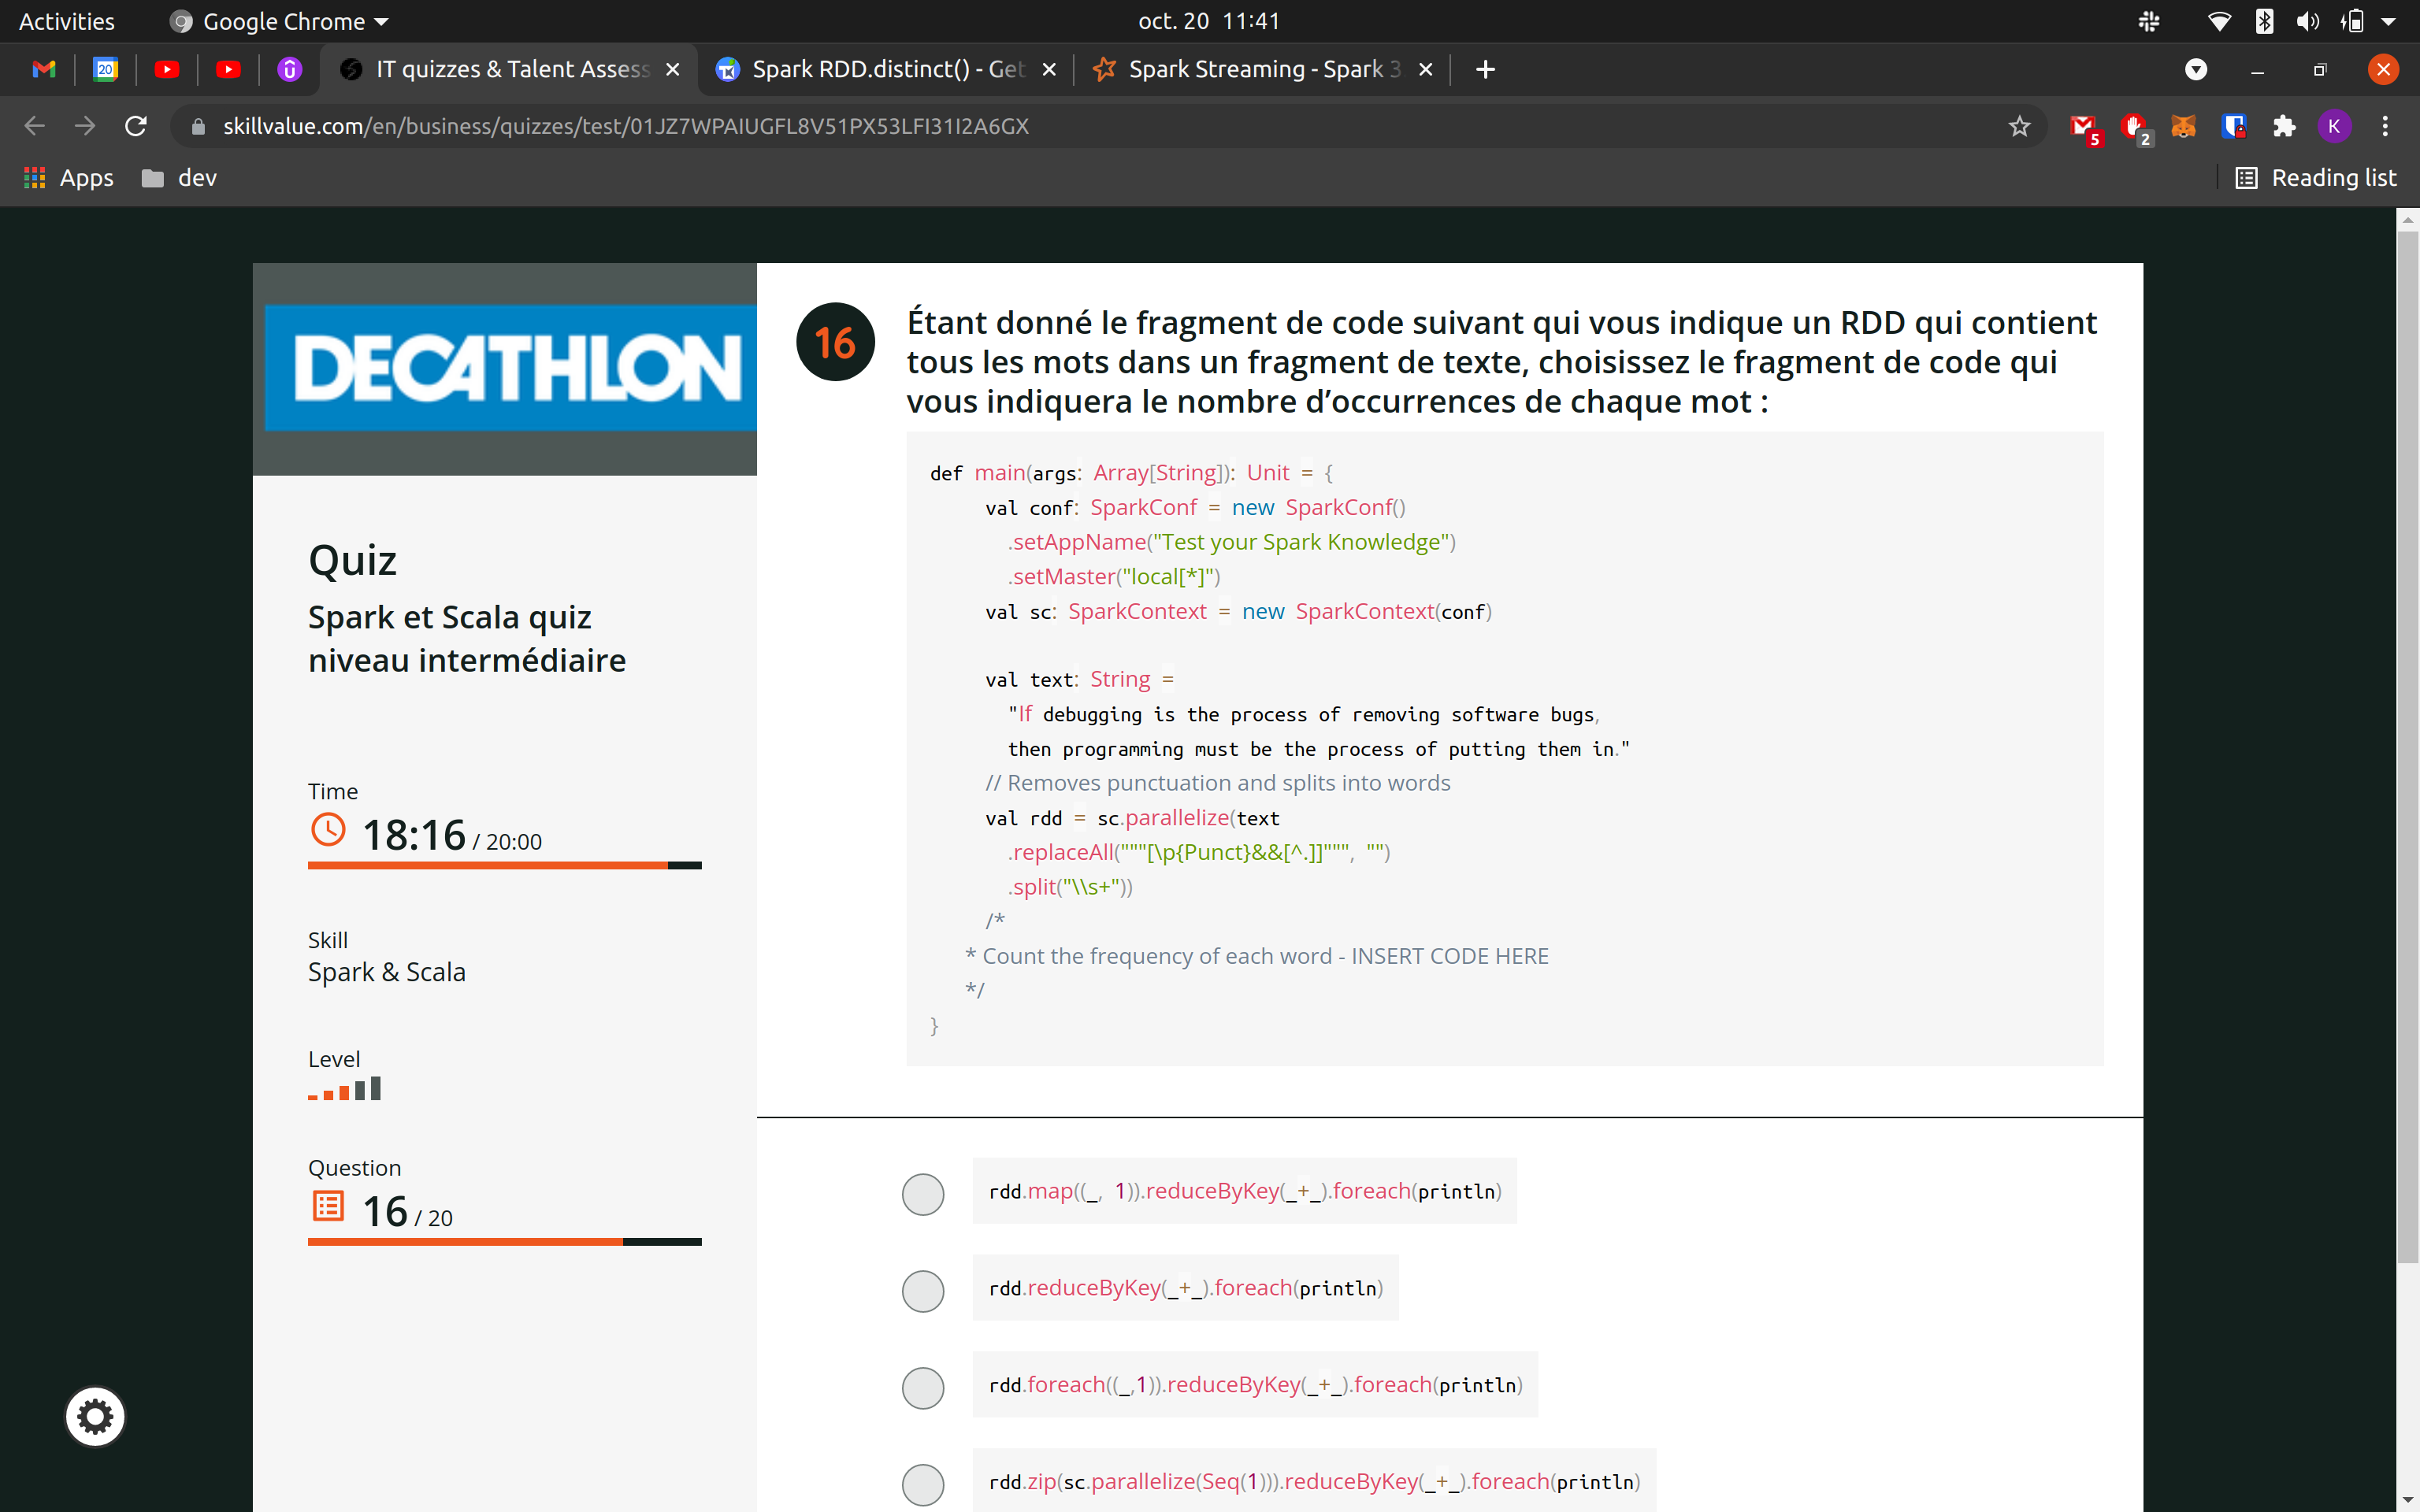 Activities
Google Chrome
oct. 20 11:41
20
IT quizzes & Talent Assess
Spark RDD.distinct() - Get
Spark Streaming - Spark 3
skillvalue.com/en/business/quizzes/test/01JZ7WPAIUGFL8V51PX53LFI31I2A6GX
5
2
K
Apps
dev
Reading list
DECATHLON
Quiz
Spark et Scala quiz
niveau intermédiaire
Time
18:16 / 20:00
Skill
Spark & Scala
Level
Question
16 / 20
16
Étant donné le fragment de code suivant qui vous indique un RDD qui contient
tous les mots dans un fragment de texte, choisissez le fragment de code qui
vous indiquera le nombre d’occurrences de chaque mot :
def main(args: Array[String]): Unit = {
val conf: SparkConf = new SparkConf()
.setAppName("Test your Spark Knowledge")
.setMaster("local[*]")
val sc: SparkContext = new SparkContext(conf)
val text: String =
"If debugging is the process of removing software bugs,
then programming must be the process of putting them in."
// Removes punctuation and splits into words
val rdd = sc.parallelize(text
.replaceAll("""[\p{Punct}&&[^.]]""", "")
.split("\\s+"))
/*
* Count the frequency of each word - INSERT CODE HERE
*/
}
rdd.map((_, 1)).reduceByKey(_+_).foreach(println)
rdd.reduceByKey(_+_).foreach(println)
rdd.foreach((_,1)).reduceByKey(_+_).foreach(println)
rdd.zip(sc.parallelize(Seq(1))).reduceByKey(_+_).foreach(println)